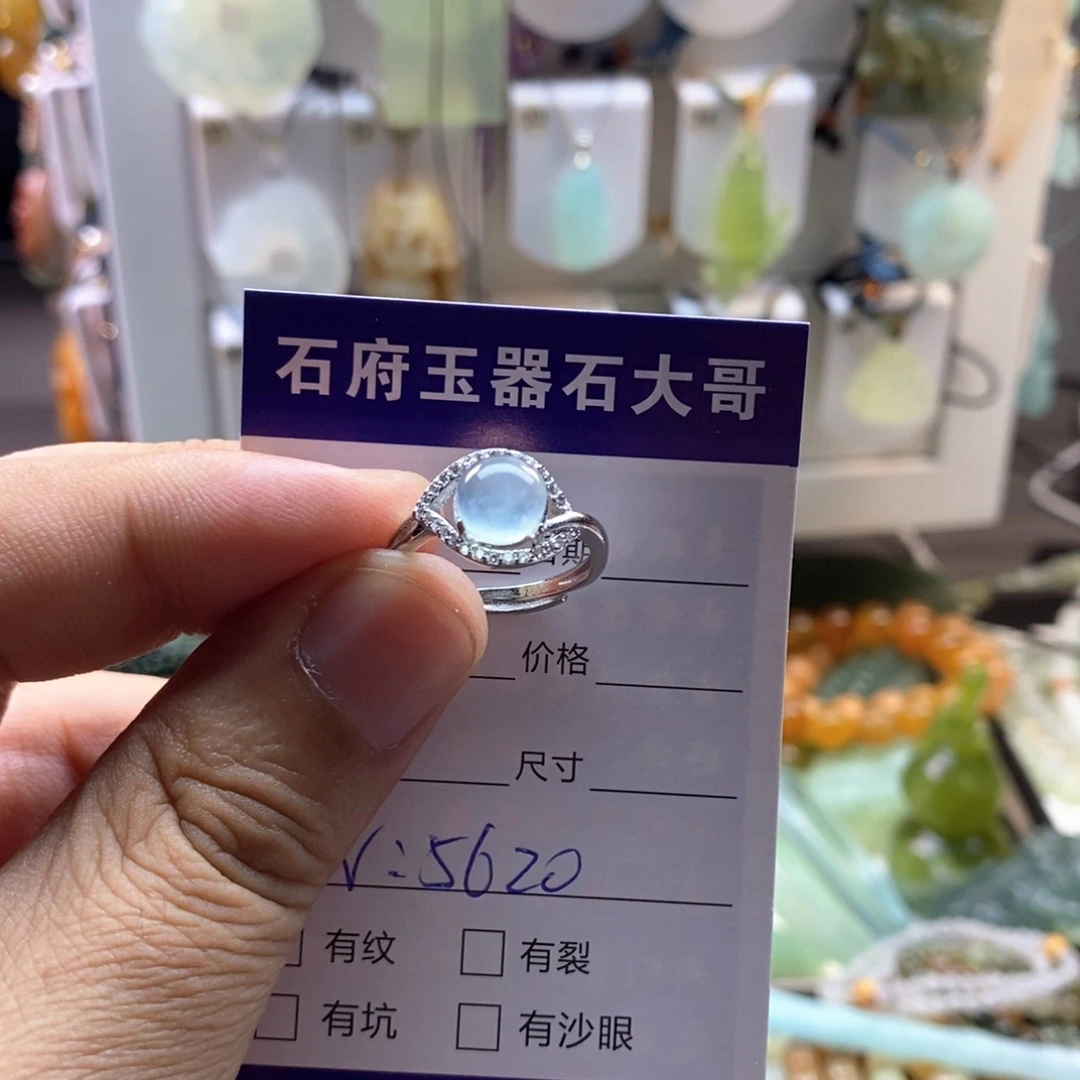 石府玉器石大哥
价格
尺寸
V:5620
有纹 有裂
有坑 有沙眼